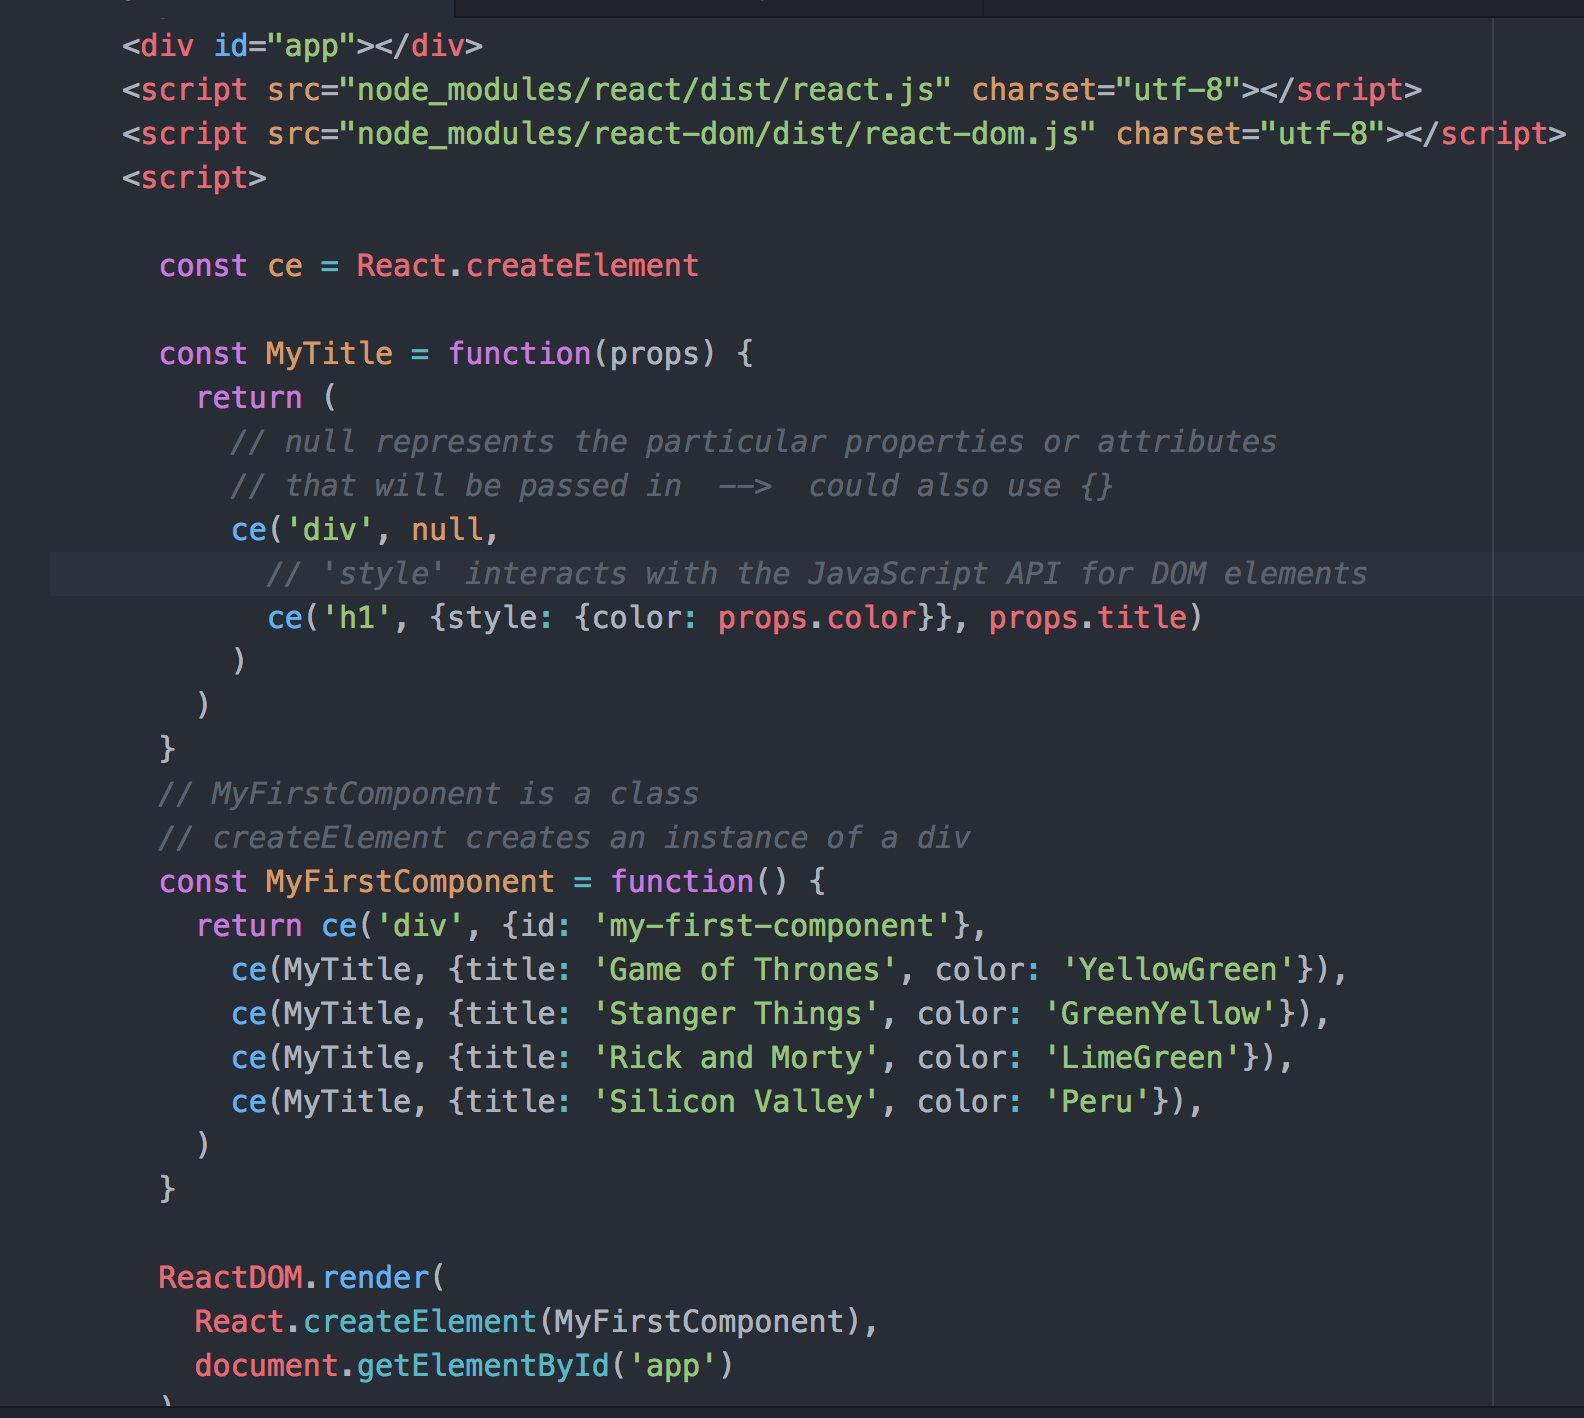 <div id="app"></div>
<script src="node_modules/react/dist/react.js" charset="utf-8"></script>
<script src="node_modules/react-dom/dist/react-dom.js" charset="utf-8"></script>
<script>
const ce = React.createElement
const MyTitle = function(props) {
return (
// null represents the particular properties or attributes
// that will be passed in  -->  could also use {}
ce('div', null,
// 'style' interacts with the JavaScript API for DOM elements
ce('h1', {style: {color: props.color}}, props.title)
)
)
}
// MyFirstComponent is a class
// createElement creates an instance of a div
const MyFirstComponent = function() {
return ce('div', {id: 'my-first-component'},
ce(MyTitle, {title: 'Game of Thrones', color: 'YellowGreen'}),
ce(MyTitle, {title: 'Stanger Things', color: 'GreenYellow'}),
ce(MyTitle, {title: 'Rick and Morty', color: 'LimeGreen'}),
ce(MyTitle, {title: 'Silicon Valley', color: 'Peru'}),
)
}
ReactDOM.render(
React.createElement(MyFirstComponent),
document.getElementById('app')
)